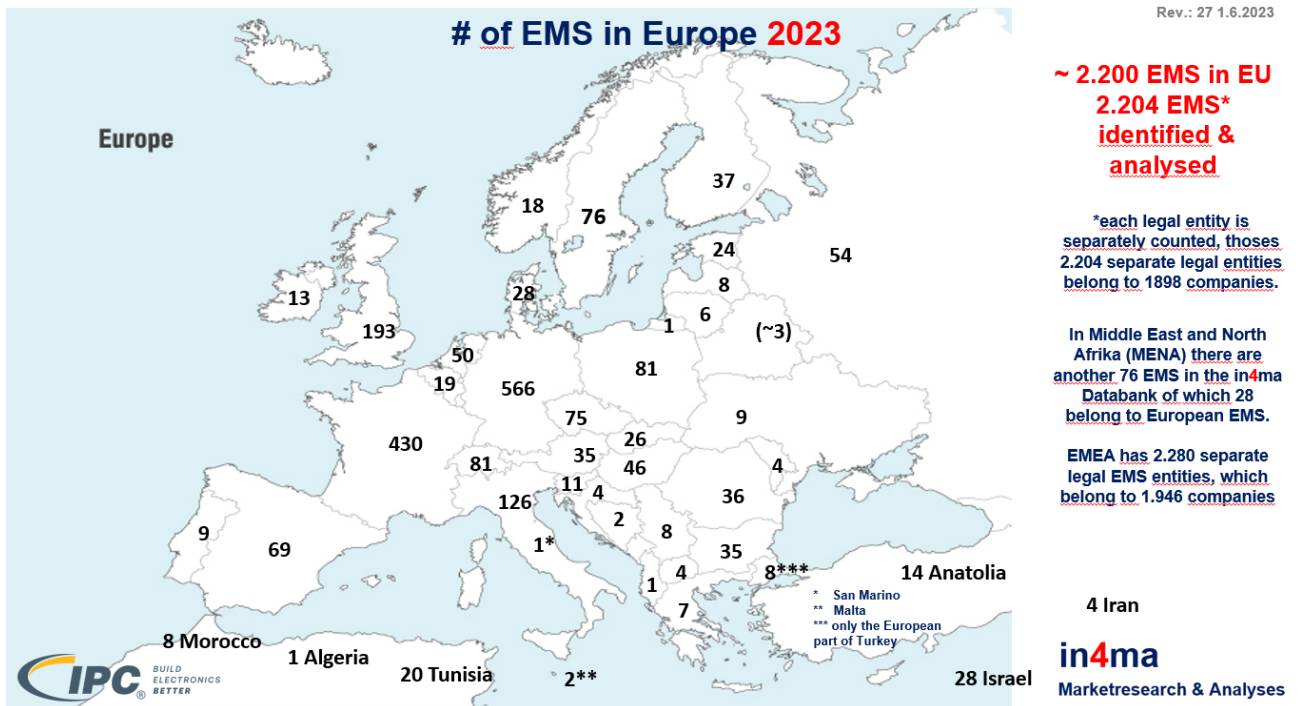 Rev.: 27 1.6.2023
# of EMS in Europe 2023
~ 2.200 EMS in EU
2.204 EMS*
identified &
analysed
Europe
*each legal entity is
separately counted, thoses
2.204 separate legal entities
belong to 1898 companies.
In Middle East and North
Afrika (MENA) there are
another 76 EMS in the in4ma
Databank of which 28
belong to European EMS.
EMEA has 2.280 separate
legal EMS entities, which
belong to 1.946 companies
37
18
76
24
54
8
28
13
6
1
(~3)
193
50
81
19
566
75
9
430
26
35
46
81
4
11
4
126
36
2
9
8
1*
69
35
4
8***
14 Anatolia
1
7
* San Marino
** Malta
*** only the European
part of Turkey
4 Iran
8 Morocco
1 Algeria
20 Tunisia
2**
28 Israel
IPC®
BUILD
ELECTRONICS
BETTER
in4ma
Marketresearch & Analyses